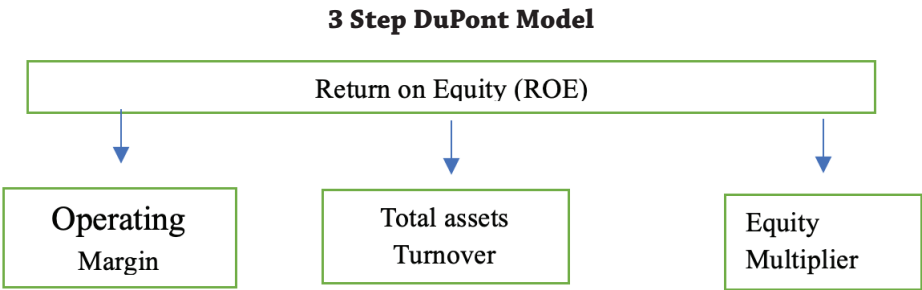 3 Step DuPont Model
Return on Equity (ROE)
Operating
Margin
Total assets
Turnover
Equity
Multiplier